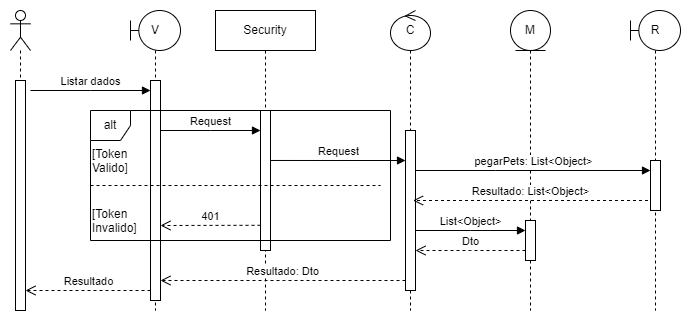 V
Security
C
M
R
Listar dados
alt
Request
[Token
Valido]
Request
pegarPets: List<Object>
Resultado: List<Object>
[Token
Invalido]
401
List<Object>
Dto
Resultado: Dto
Resultado